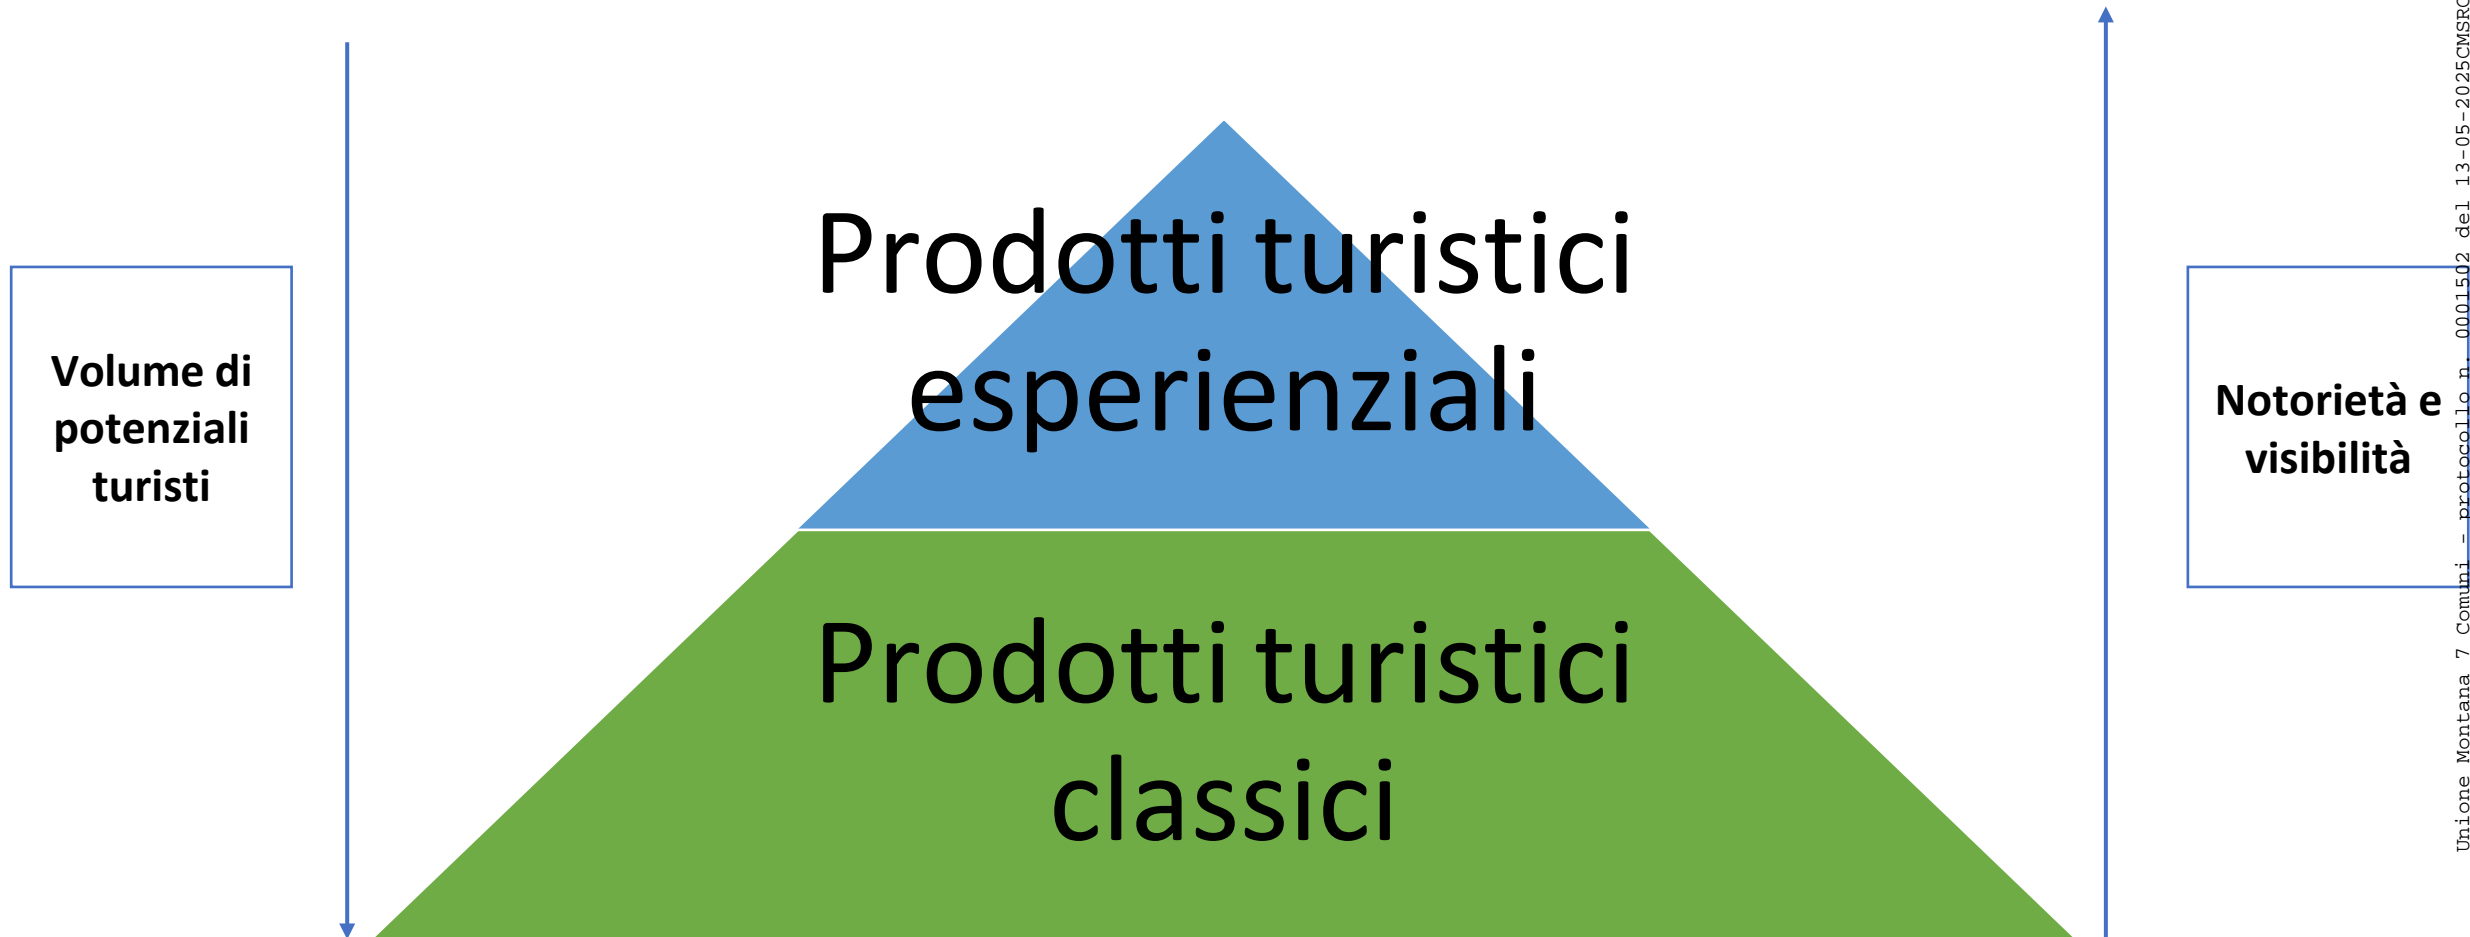 Prodotti turistici
esperienziali
Volume di
potenziali
turisti
Notorietà e
visibilità
Prodotti turistici
classici
Unione Montana 7 Comuni - protocollo n. 0001502 del 13-05-2025CMSRC